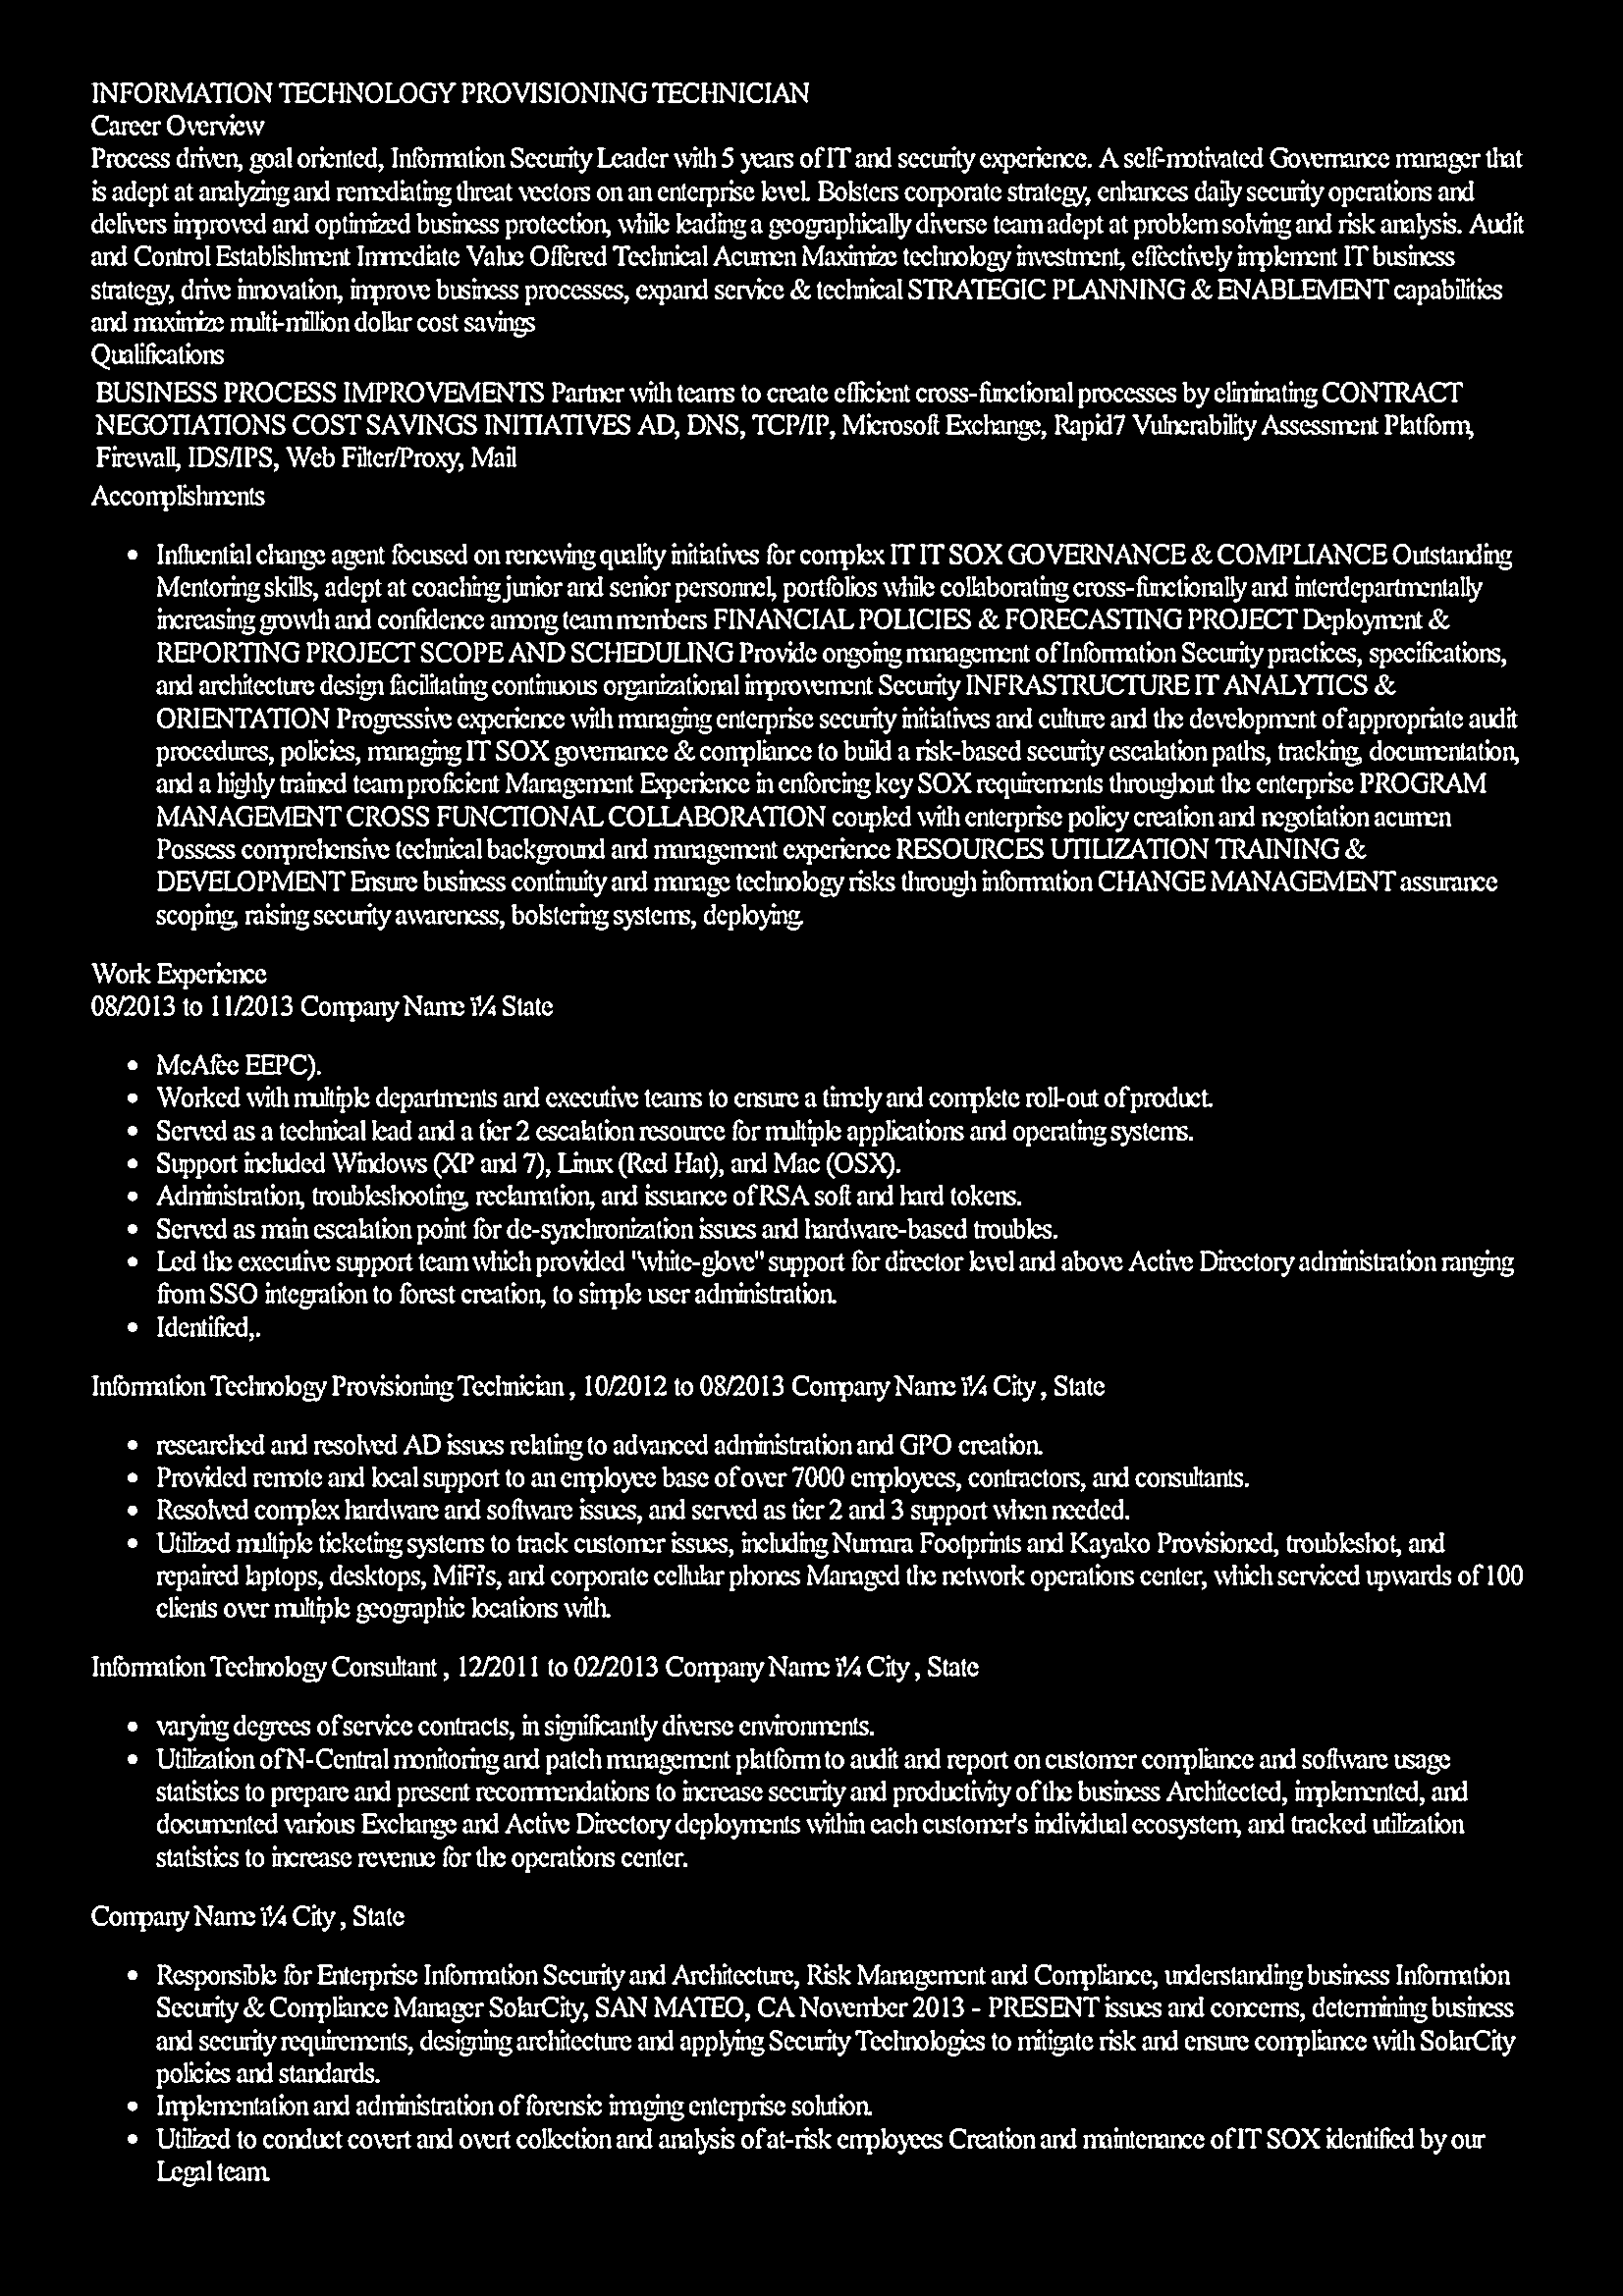 INFORMATION TECHNOLOGY PROVISIONING TECHNICIAN
Career Overview
Process driven, goal oriented, Information Security Leader with 5 years of IT and security experience. A self-motivated Governance manager that
is adept at analyzing and remediating threat vectors on an enterprise level. Bolsters corporate strategy, enhances daily security operations and
delivers improved and optimized business protection, while leading a geographically diverse team adept at problem solving and risk analysis. Audit
and Control Establishment Immediate Value Offered Technical Acumen Maximize technology investment, effectively implement IT business
strategy, drive innovation, improve business processes, expand service & technical STRATEGIC PLANNING & ENABLEMENT capabilities
and maximize multi-million dollar cost savings
Qualifications
BUSINESS PROCESS IMPROVEMENTS Partner with teams to create efficient cross-functional processes by eliminating CONTRACT
NEGOTIATIONS COST SAVINGS INITIATIVES AD, DNS, TCP/IP, Microsoft Exchange, Rapid7 Vulnerability Assessment Platform,
Firewall, IDS/IPS, Web Filter/Proxy, Mail
Accomplishments
• Influential change agent focused on renewing quality initiatives for complex IT IT SOX GOVERNANCE & COMPLIANCE Outstanding
Mentoring skills, adept at coaching junior and senior personnel, portfolios while collaborating cross-functionally and interdepartmentally
increasing growth and confidence among team members FINANCIAL POLICIES & FORECASTING PROJECT Deployment &
REPORTING PROJECT SCOPE AND SCHEDULING Provide ongoing management of Information Security practices, specifications,
and architecture design facilitating continuous organizational improvement Security INFRASTRUCTURE IT ANALYTICS &
ORIENTATION Progressive experience with managing enterprise security initiatives and culture and the development of appropriate audit
procedures, policies, managing IT SOX governance & compliance to build a risk-based security escalation paths, tracking, documentation,
and a highly trained team proficient Management Experience in enforcing key SOX requirements throughout the enterprise PROGRAM
MANAGEMENT CROSS FUNCTIONAL COLLABORATION coupled with enterprise policy creation and negotiation acumen
Possess comprehensive technical background and management experience RESOURCES UTILIZATION TRAINING &
DEVELOPMENT Ensure business continuity and manage technology risks through information CHANGE MANAGEMENT assurance
scoping, raising security awareness, bolstering systems, deploying.
Work Experience
08/2013 to 11/2013 Company Name ï¼ State
• McAfee EEPC).
• Worked with multiple departments and executive teams to ensure a timely and complete roll-out of product.
• Served as a technical lead and a tier 2 escalation resource for multiple applications and operating systems.
• Support included Windows (XP and 7), Linux (Red Hat), and Mac (OSX).
• Administration, troubleshooting, reclamation, and issuance of RSA soft and hard tokens.
• Served as main escalation point for de-synchronization issues and hardware-based troubles.
• Led the executive support team which provided "white-glove" support for director level and above Active Directory administration ranging
from SSO integration to forest creation, to simple user administration.
• Identified,.
Information Technology Provisioning Technician , 10/2012 to 08/2013 Company Name ï¼ City , State
• researched and resolved AD issues relating to advanced administration and GPO creation.
• Provided remote and local support to an employee base of over 7000 employees, contractors, and consultants.
• Resolved complex hardware and software issues, and served as tier 2 and 3 support when needed.
• Utilized multiple ticketing systems to track customer issues, including Numara Footprints and Kayako Provisioned, troubleshot, and
repaired laptops, desktops, MiFi's, and corporate cellular phones Managed the network operations center, which serviced upwards of 100
clients over multiple geographic locations with.
Information Technology Consultant , 12/2011 to 02/2013 Company Name ï¼ City , State
• varying degrees of service contracts, in significantly diverse environments.
• Utilization of N-Central monitoring and patch management platform to audit and report on customer compliance and software usage
statistics to prepare and present recommendations to increase security and productivity of the business Architected, implemented, and
documented various Exchange and Active Directory deployments within each customer's individual ecosystem, and tracked utilization
statistics to increase revenue for the operations center.
Company Name ï¼ City , State
• Responsible for Enterprise Information Security and Architecture, Risk Management and Compliance, understanding business Information
Security & Compliance Manager SolarCity, SAN MATEO, CA November 2013 - PRESENT issues and concerns, determining business
and security requirements, designing architecture and applying Security Technologies to mitigate risk and ensure compliance with SolarCity
policies and standards.
• Implementation and administration of forensic imaging enterprise solution.
• Utilized to conduct covert and overt collection and analysis of at-risk employees Creation and maintenance of IT SOX identified by our
Legal team.